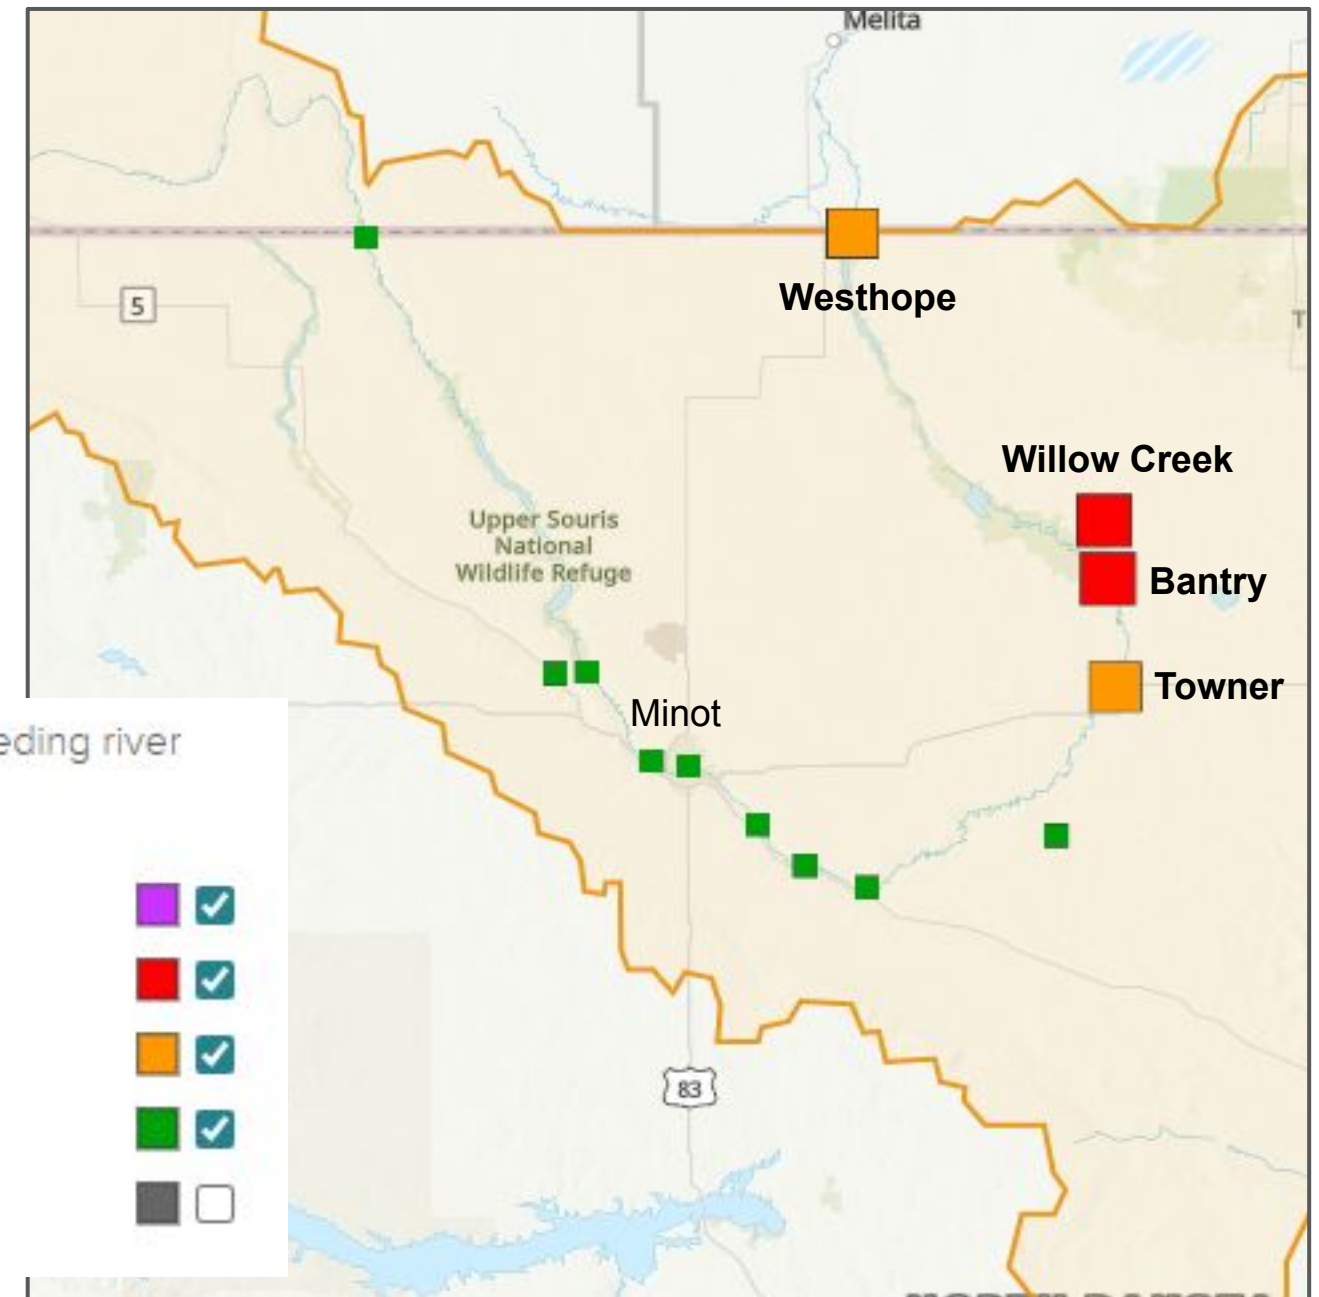 Melita
5
Westhope
T
Willow Creek
Upper Souris
National
Wildlife Refuge
Bantry
Towner
Minot
eding river
83